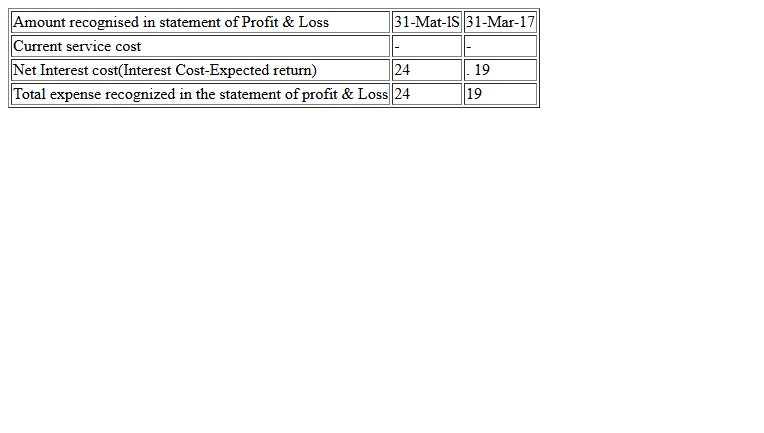 Amount recognised in statement of Profit & Loss 31-Mat-lS 31-Mar-17
Current service cost - -
Net Interest cost(Interest Cost-Expected return) 24 . 19
Total expense recognized in the statement of profit & Loss 24 19